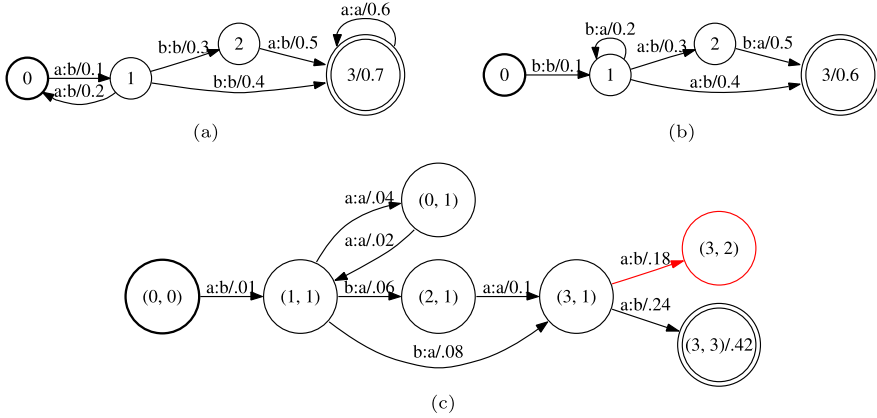 a:a/0.6
b:b/0.3 2 a:b/0.5
0 a:b/0.1 1 3/0.7
a:b/0.2 b:b/0.4
(a)
b:a/0.2
a:b/0.3 2 b:a/0.5
0 b:b/0.1 1 3/0.6
a:b/0.4
(b)
a:a/.04 (0, 1)
a:a/.02
a:b/.18 (3, 2)
(0, 0) a:b/.01 (1, 1) b:a/.06 (2, 1) a:a/0.1 (3, 1)
a:b/.24
b:a/.08 (3, 3)/.42
(c)